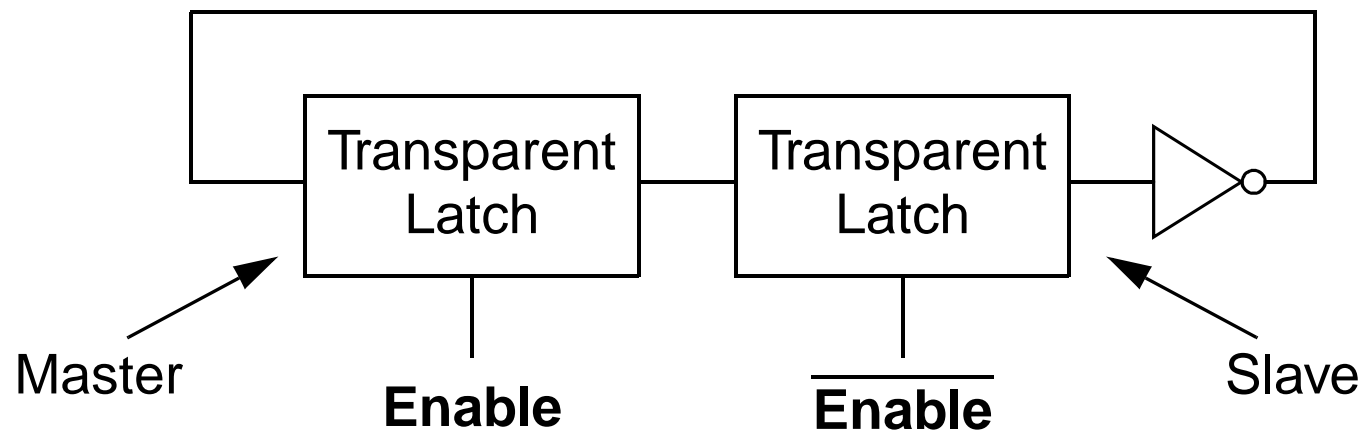 Transparent
Latch
Transparent
Latch
Master
Enable
Enable
Slave